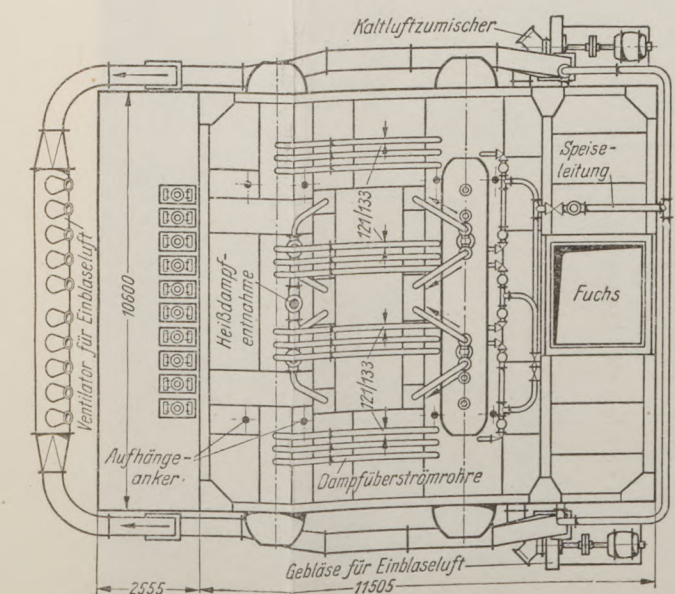 Kaltluftzumischer
Speise-
leitung
121/133
10600
Ventilator für Einblaseluft
Heißdampf-
entnahme
Fuchs
121/133
Aufhänge-
anker
Dampfüberströmrohre
Gebläse für Einblaseluft
2555
11505